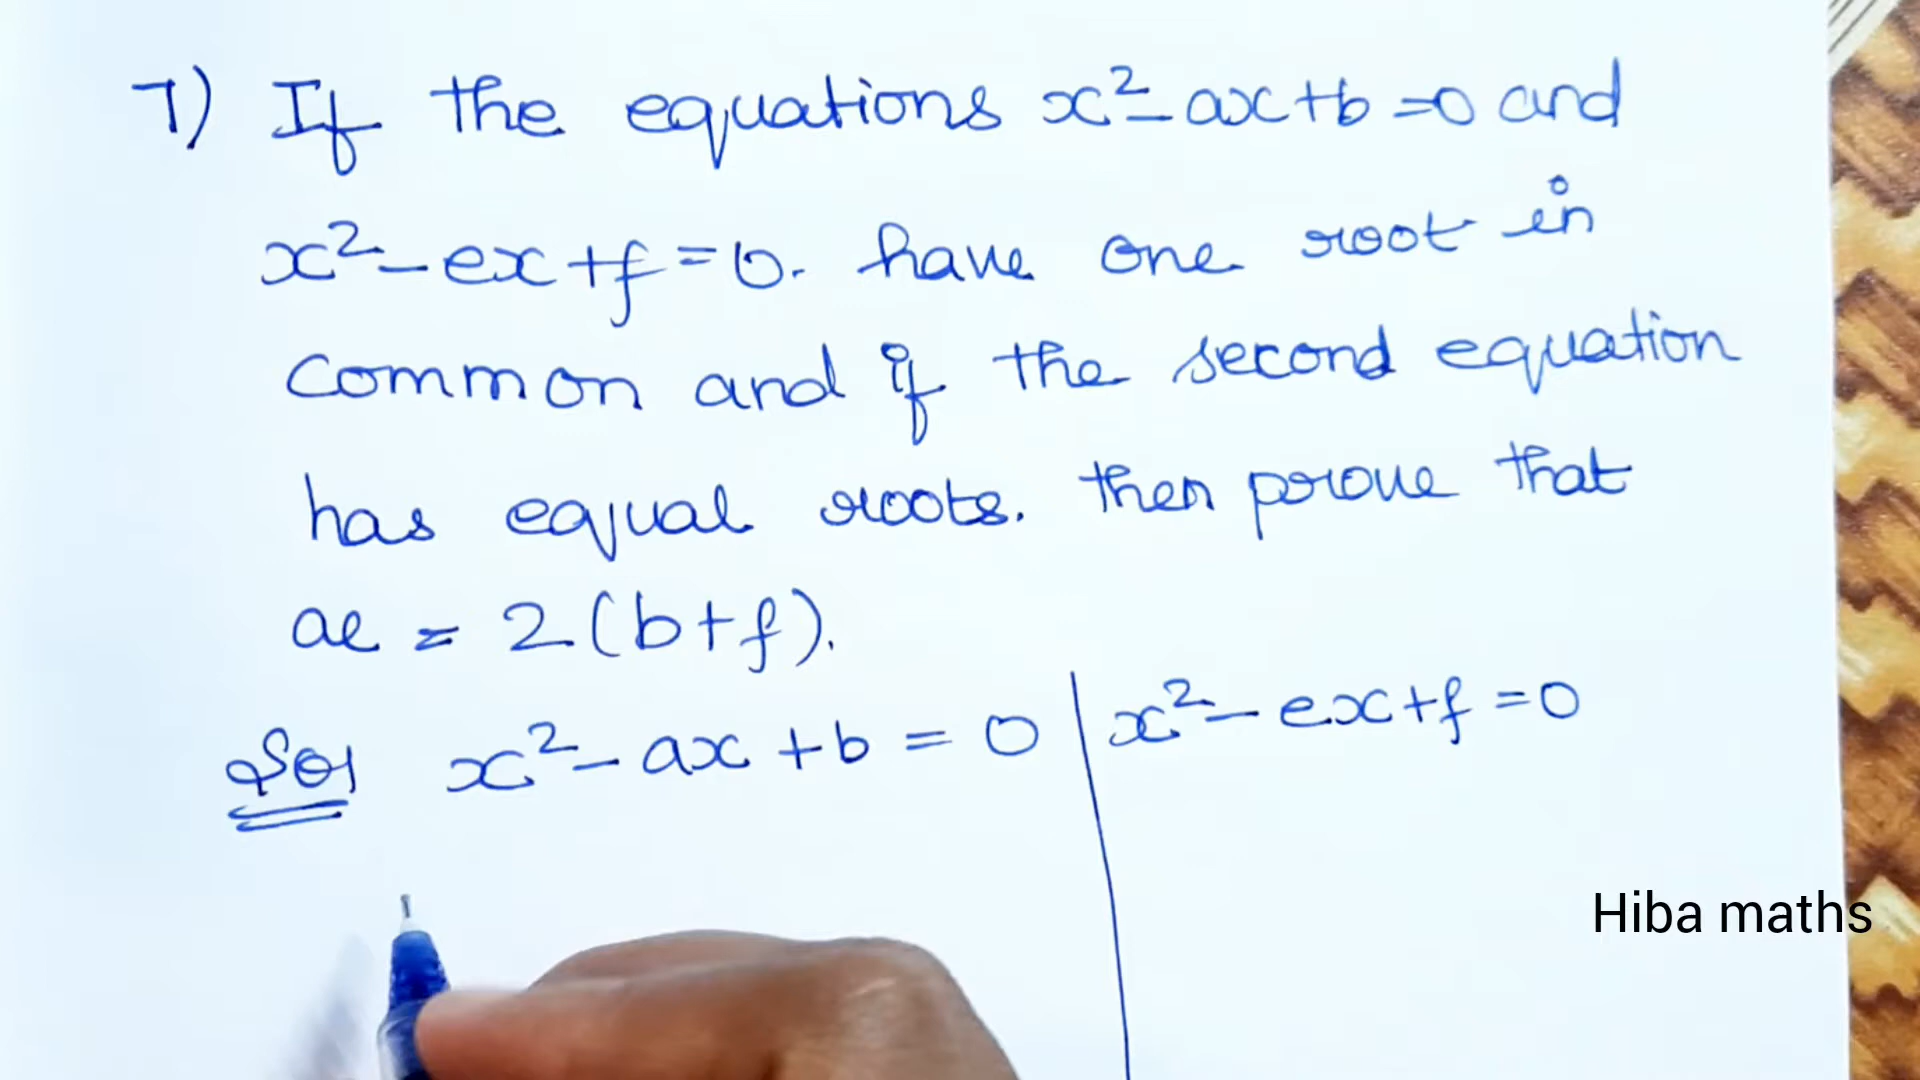 7) If the equations x² - ax + b = 0 and
x² - ex + f = 0. have one root in
common and if the second equation
has equal roots. then prove that
ae = 2(b+f).
Sol x² - ax + b = 0 | x² - ex + f = 0
Hiba maths